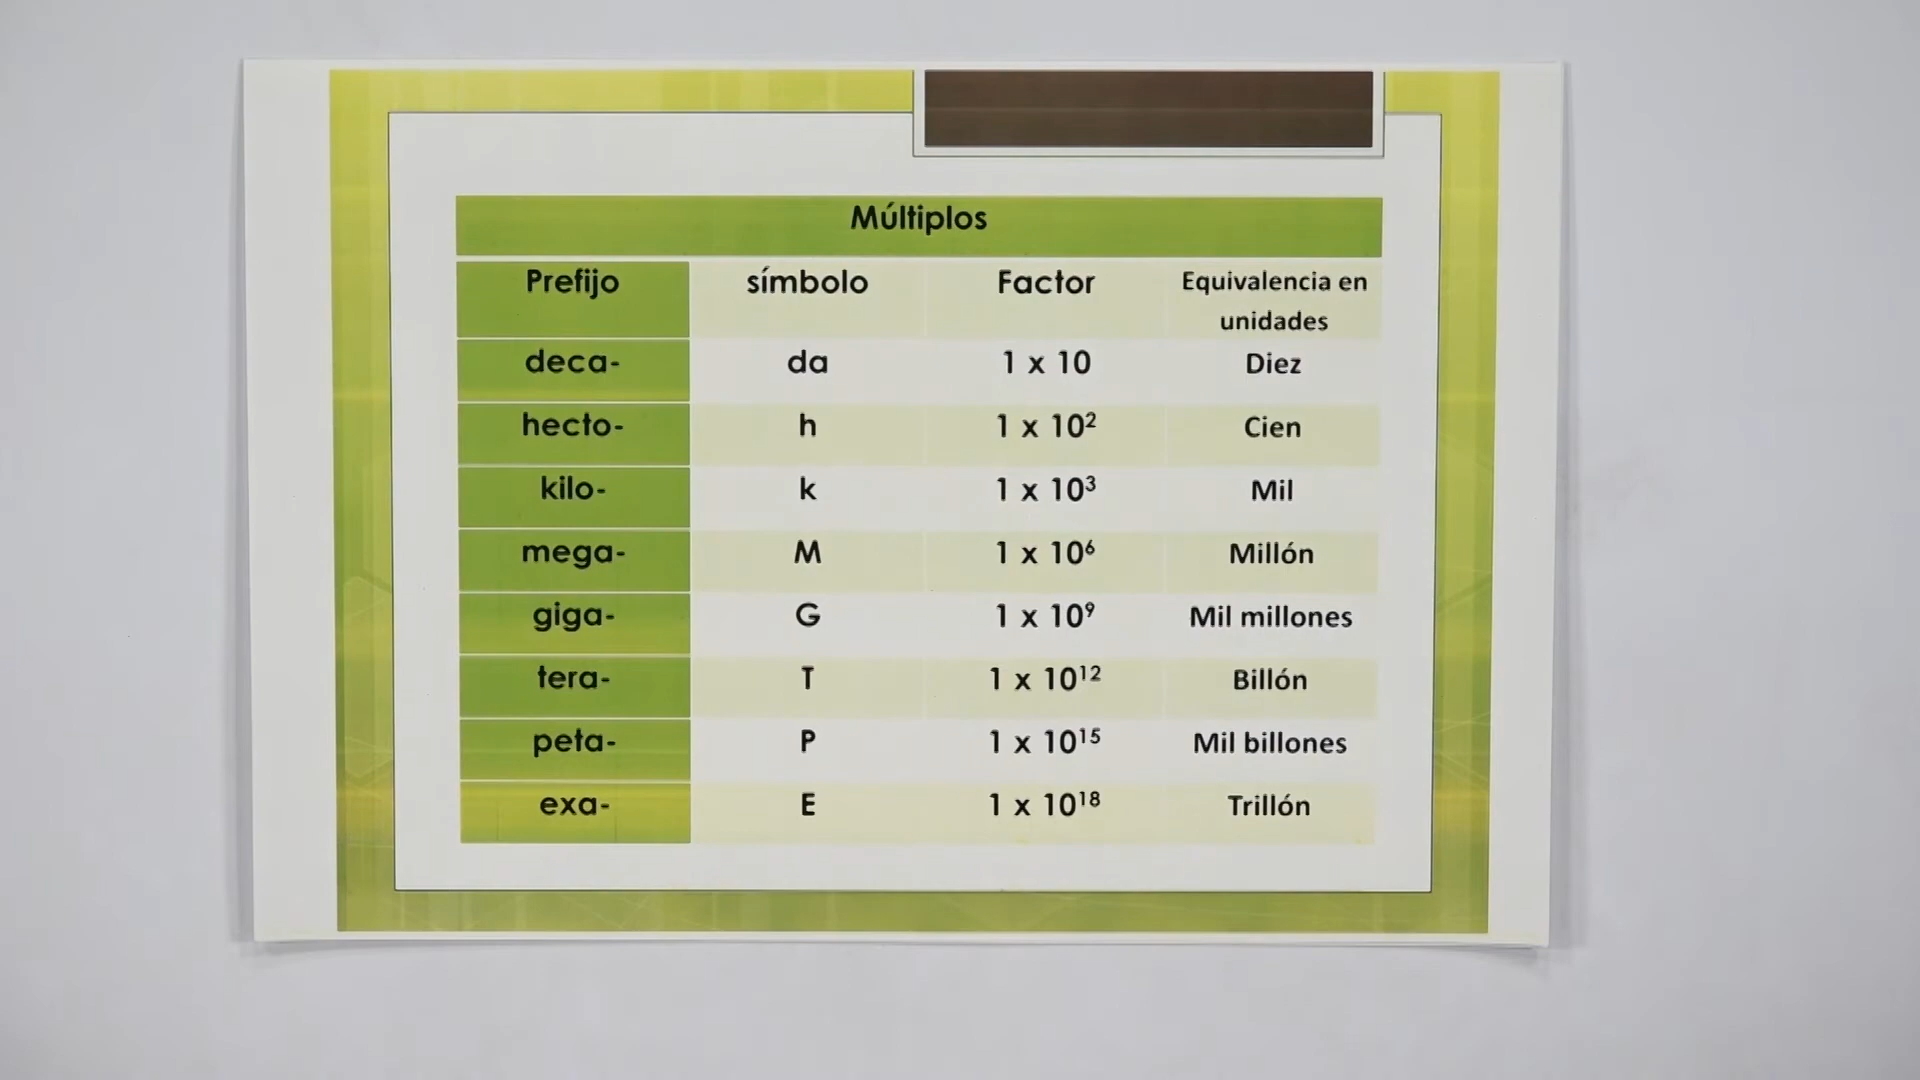 Múltiplos
Prefijo símbolo Factor Equivalencia en unidades
deca- da 1 x 10 Diez
hecto- h 1 x 10² Cien
kilo- k 1 x 10³ Mil
mega- M 1 x 10⁶ Millón
giga- G 1 x 10⁹ Mil millones
tera- T 1 x 10¹² Billón
peta- P 1 x 10¹⁵ Mil billones
exa- E 1 x 10¹⁸ Trillón